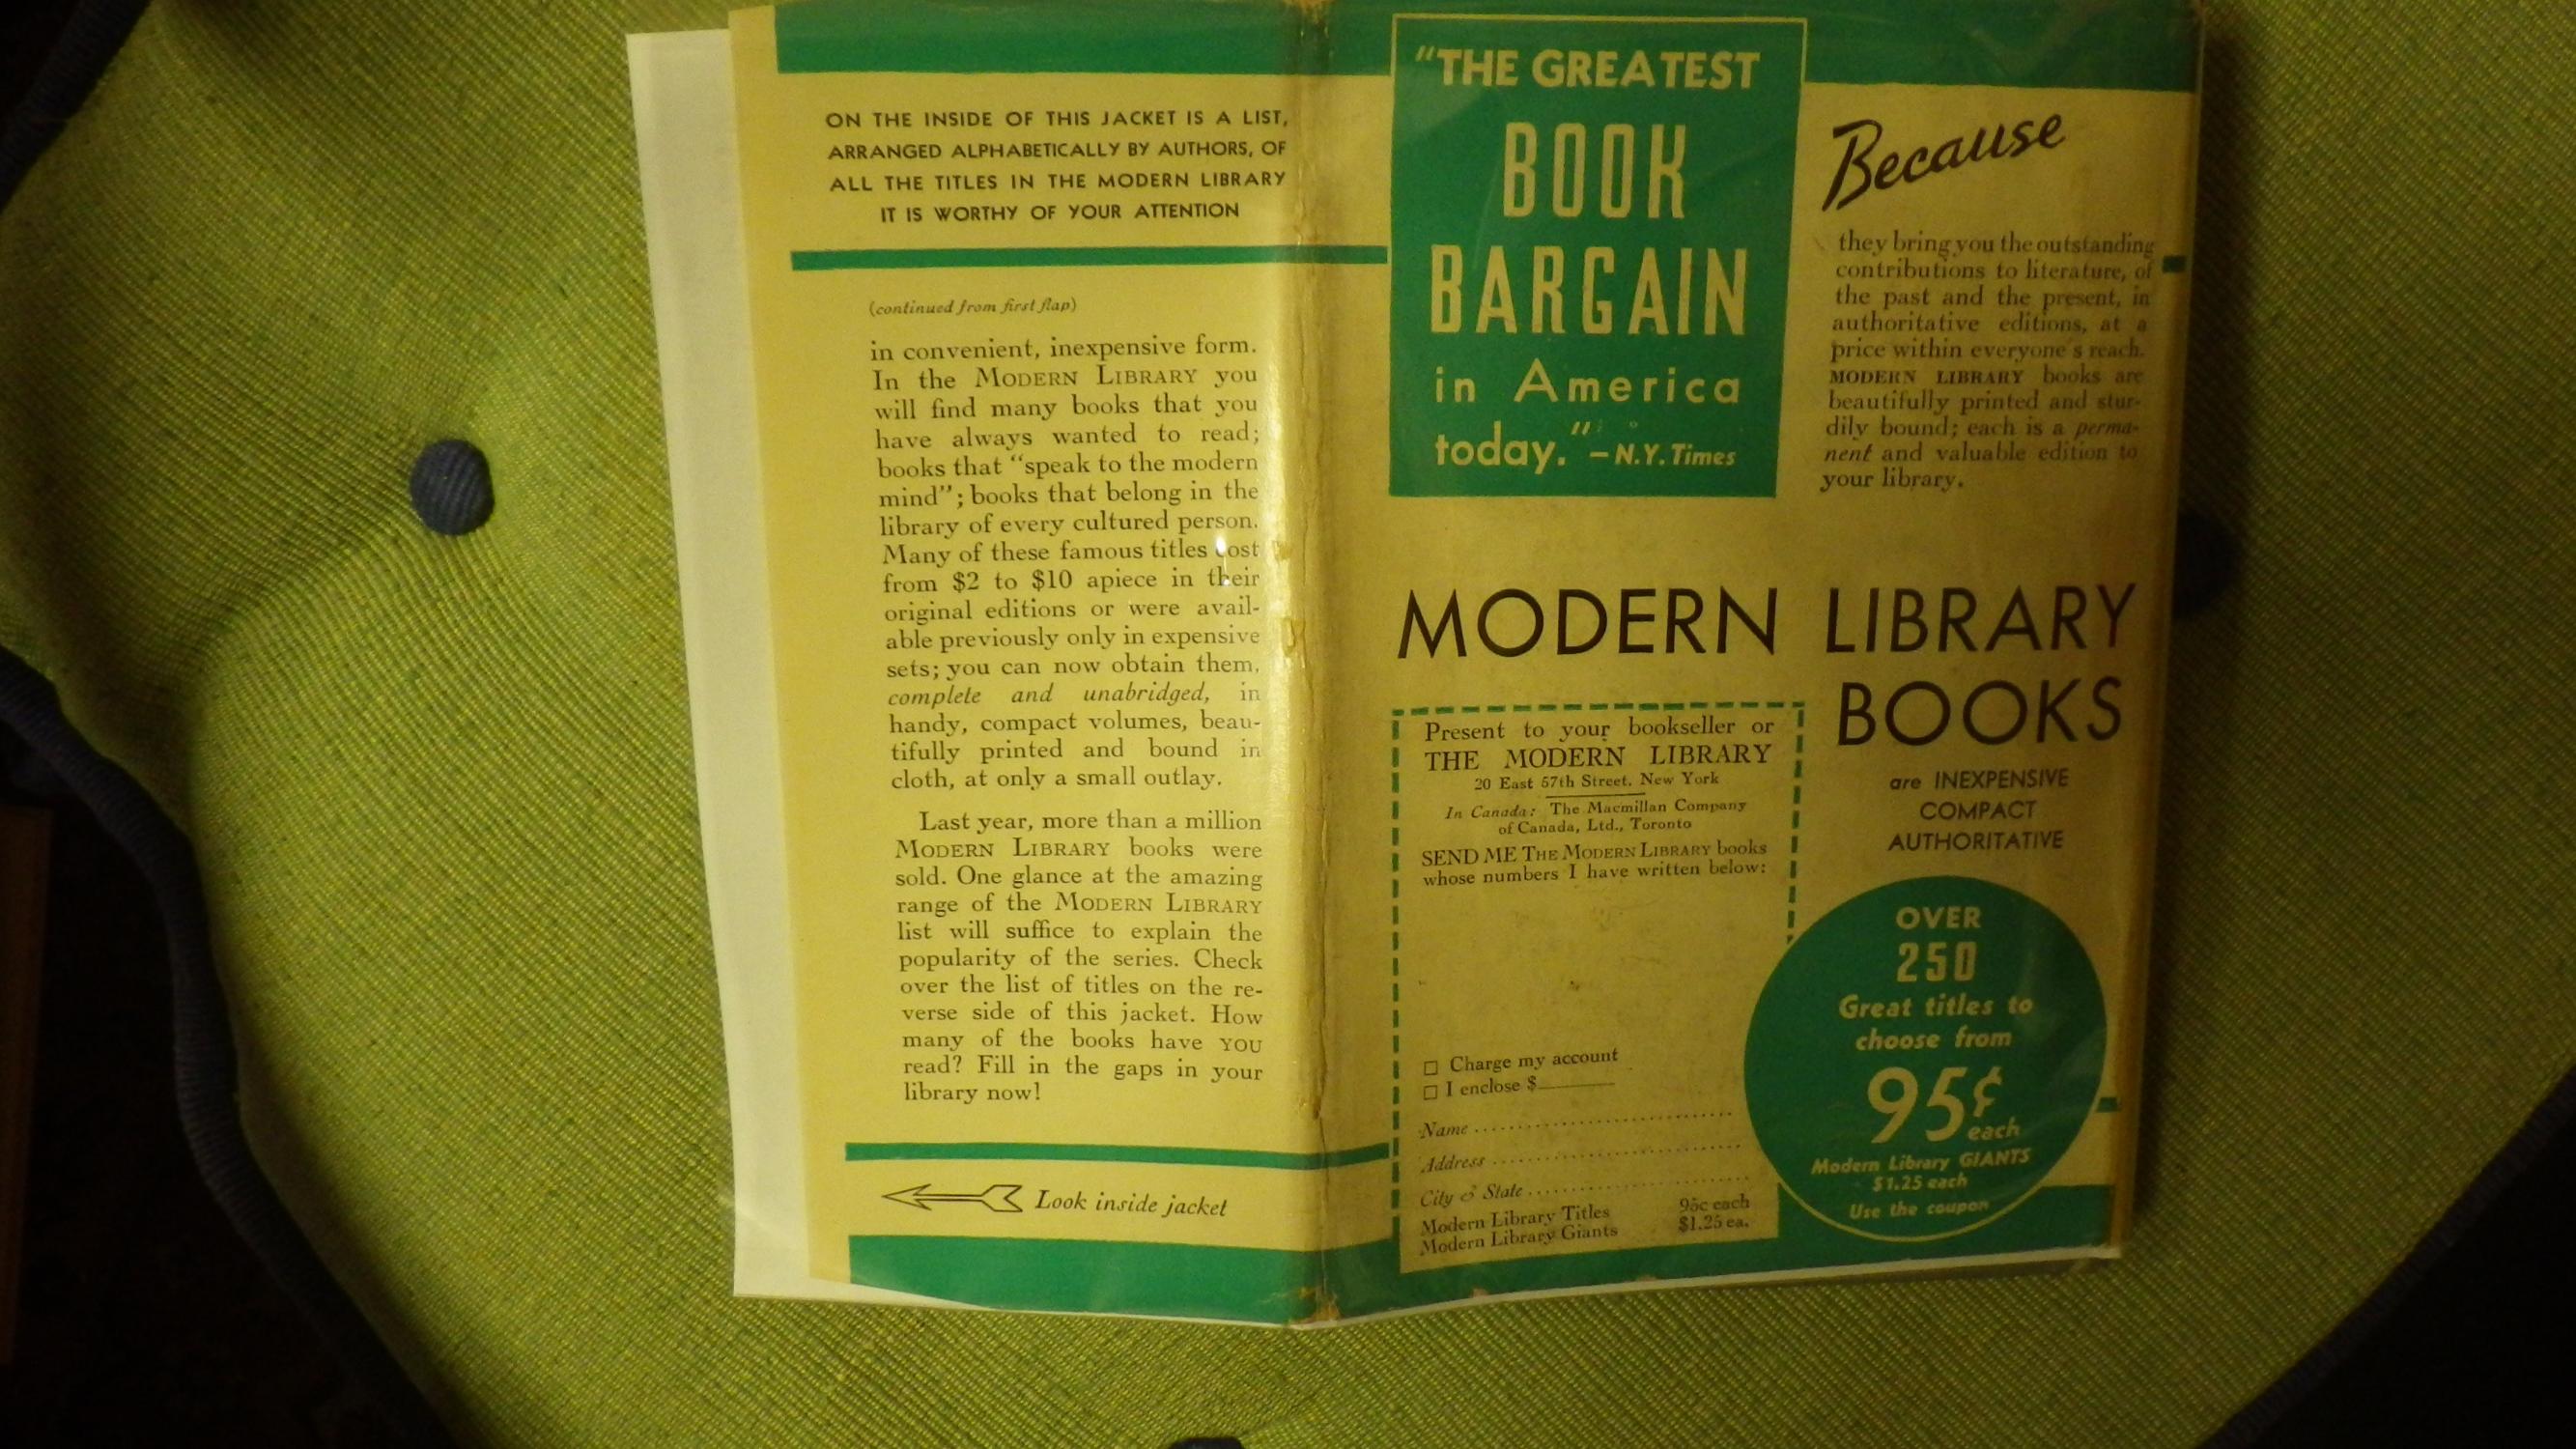 ON THE INSIDE OF THIS JACKET IS A LIST,
ARRANGED ALPHABETICALLY BY AUTHORS, OF
ALL THE TITLES IN THE MODERN LIBRARY
IT IS WORTHY OF YOUR ATTENTION
(continued from first flap)
in convenient, inexpensive form.
In the MODERN LIBRARY you
will find many books that you
have always wanted to read;
books that "speak to the modern
mind"; books that belong in the
library of every cultured person.
Many of these famous titles cost
from $2 to $10 apiece in their
original editions or were avail-
able previously only in expensive
sets; you can now obtain them,
complete and unabridged, in
handy, compact volumes, beau-
tifully printed and bound in
cloth, at only a small outlay.
Last year, more than a million
MODERN LIBRARY books were
sold. One glance at the amazing
range of the MODERN LIBRARY
list will suffice to explain the
popularity of the series. Check
over the list of titles on the re-
verse side of this jacket. How
many of the books have YOU
read? Fill in the gaps in your
library now!
Look inside jacket
"THE GREATEST
BOOK
BARGAIN
in America
today." – N.Y. Times
Because
they bring you the outstanding
contributions to literature, of
the past and the present, in
authoritative editions, at a
price within everyone's reach.
MODERN LIBRARY books are
beautifully printed and stur-
dily bound; each is a perma-
nent and valuable edition to
your library.
MODERN LIBRARY
BOOKS
are INEXPENSIVE
COMPACT
AUTHORITATIVE
Present to your bookseller or
THE MODERN LIBRARY
20 East 57th Street, New York
In Canada: The Macmillan Company
of Canada, Ltd., Toronto
SEND ME THE MODERN LIBRARY books
whose numbers I have written below:
☐ Charge my account
☐ I enclose $
Name
Address
City & State
Modern Library Titles 95c each
Modern Library Giants $1.25 ea.
OVER
250
Great titles to
choose from
95¢
each
Modern Library GIANTS
$1.25 each
Use the coupon